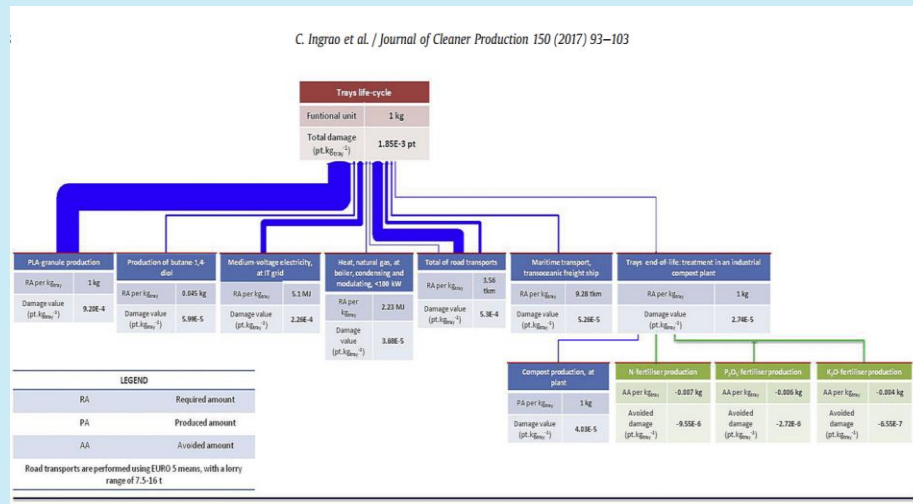 C. Ingrao et al. / Journal of Cleaner Production 150 (2017) 93–103
Trays life-cycle
Funtional unit 1 kg
Total damage
(pt.kgtray-1) 1.85E-3 pt
PLA-granule production
RA per kgtray 1 kg
Damage value
(pt.kgtray-1) 9.20E-4
Production of butane-1,4-
diol
RA per kgtray 0.045 kg
Damage value
(pt.kgtray-1) 5.99E-5
Medium-voltage electricity,
at IT grid
RA per kgtray 5.1 MJ
Damage value
(pt.kgtray-1) 2.26E-4
Heat, natural gas, at
boiler, condensing and
modulating, <100 kW
RA per
kgtray 2.23 MJ
Damage
value
(pt.kgtray-1) 3.68E-5
Total of road transports
RA per kgtray 3.56
tkm
Damage value
(pt.kgtray-1) 5.3E-4
Maritime transport,
transoceanic freight ship
RA per kgtray 9.28 tkm
Damage value
(pt.kgtray-1) 5.26E-5
Trays end-of-life: treatment in an industrial
compost plant
RA per kgtray 1 kg
Damage value
(pt.kgtray-1) 2.74E-5
Compost production, at
plant
PA per kgtray 1 kg
Damage value
(pt.kgtray-1) 4.03E-5
N-fertiliser production
AA per kgtray -0.007 kg
Avoided
damage
(pt.kgtray-1) -9.55E-6
P2O5-fertiliser production
AA per kgtray -0.006 kg
Avoided
damage
(pt.kgtray-1) -2.72E-6
K2O-fertiliser production
AA per kgtray -0.004 kg
Avoided
damage
(pt.kgtray-1) -6.55E-7
LEGEND
RA Required amount
PA Produced amount
AA Avoided amount
Road transports are performed using EURO 5 means, with a lorry
range of 7.5-16 t